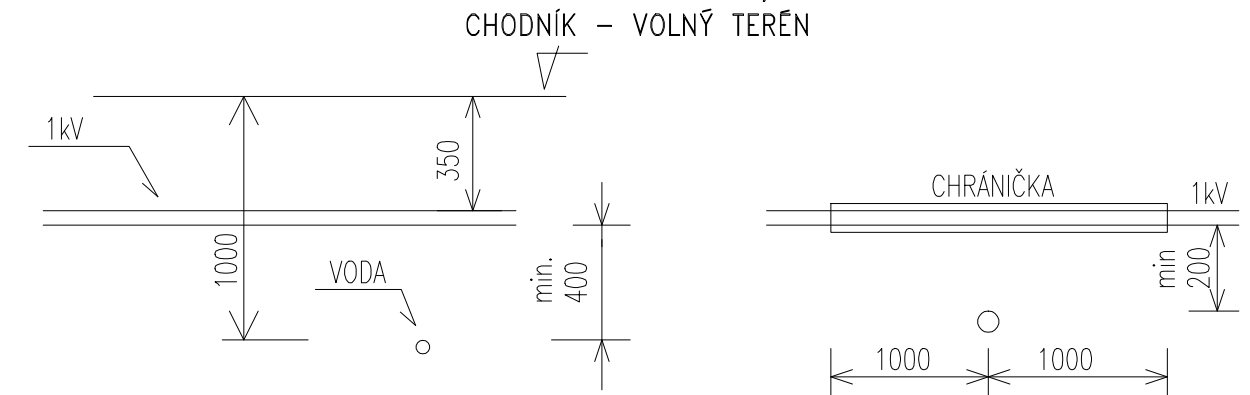 CHODNÍK – VOLNÝ TERÉN
1kV
350
1000
VODA
min.
400
CHRÁNIČKA
1kV
min
200
1000
1000